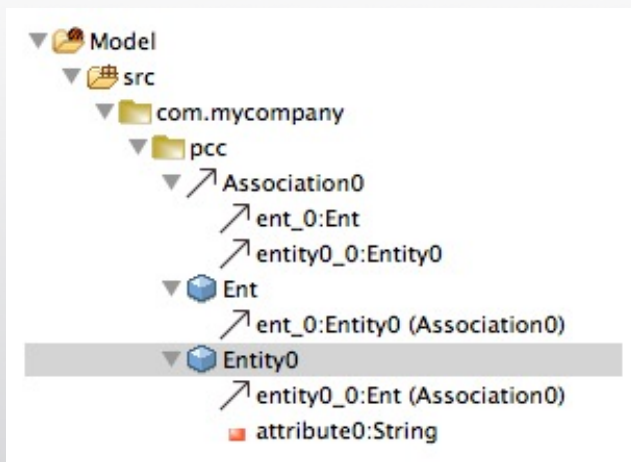 Model
src
com.mycompany
pcc
Association0
ent_0:Ent
entity0_0:Entity0
Ent
ent_0:Entity0 (Association0)
Entity0
entity0_0:Ent (Association0)
attribute0:String